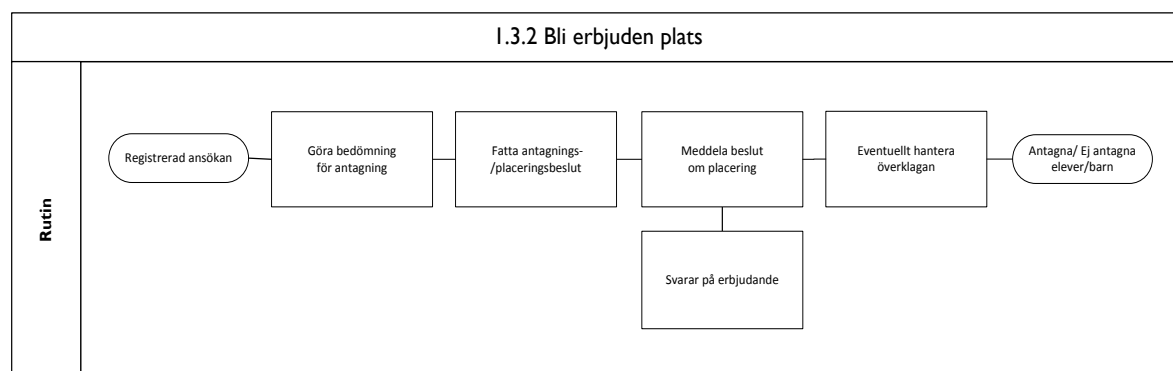 1.3.2 Bli erbjuden plats
Rutin
Registrerad ansökan
Göra bedömning
för antagning
Fatta antagnings-
/placeringsbeslut
Meddela beslut
om placering
Eventuellt hantera
överklagan
Antagna/ Ej antagna
elever/barn
Svarar på erbjudande